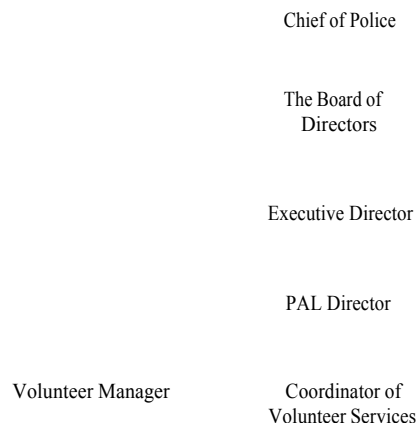 Chief of Police
The Board of
Directors
Executive Director
PAL Director
Volunteer Manager
Coordinator of
Volunteer Services